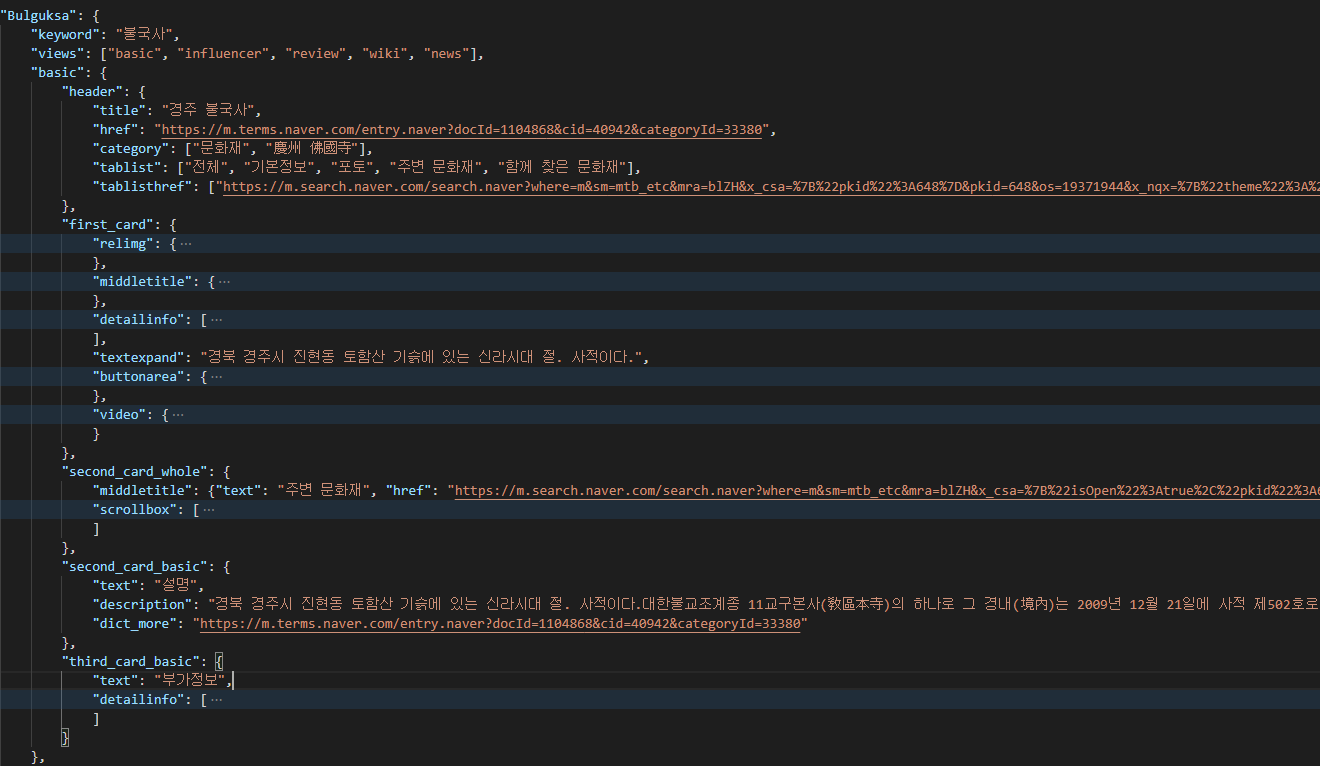 "Bulguksa": {
"keyword": "불국사",
"views": ["basic", "influencer", "review", "wiki", "news"],
"basic": {
"header": {
"title": "경주 불국사",
"href": "https://m.terms.naver.com/entry.naver?docId=1104868&cid=40942&categoryId=33380",
"category": ["문화재", "慶州 佛國寺"],
"tablist": ["전체", "기본정보", "포토", "주변 문화재", "함께 찾은 문화재"],
"tablisthref": ["https://m.search.naver.com/search.naver?where=m&sm=mtb_etc&mra=blZH&x_csa=%7B%22pkid%22%3A648%7D&pkid=648&os=19371944&x_nqx=%7B%22theme%22%3A%2
},
"first_card": {
"relimg": { ⋯
},
"middletitle": { ⋯
},
"detailinfo": [ ⋯
],
"textexpand": "경북 경주시 진현동 토함산 기슭에 있는 신라시대 절. 사적이다.",
"buttonarea": { ⋯
},
"video": { ⋯
}
},
"second_card_whole": {
"middletitle": {"text": "주변 문화재", "href": "https://m.search.naver.com/search.naver?where=m&sm=mtb_etc&mra=blZH&x_csa=%7B%22isOpen%22%3Atrue%2C%22pkid%22%3A6
"scrollbox": [ ⋯
]
},
"second_card_basic": {
"text": "설명",
"description": "경북 경주시 진현동 토함산 기슭에 있는 신라시대 절. 사적이다.대한불교조계종 11교구본사(敎區本寺)의 하나로 그 경내(境內)는 2009년 12월 21일에 사적 제502호로
"dict_more": "https://m.terms.naver.com/entry.naver?docId=1104868&cid=40942&categoryId=33380"
},
"third_card_basic": {
"text": "부가정보",
"detailinfo": [ ⋯
]
}
},